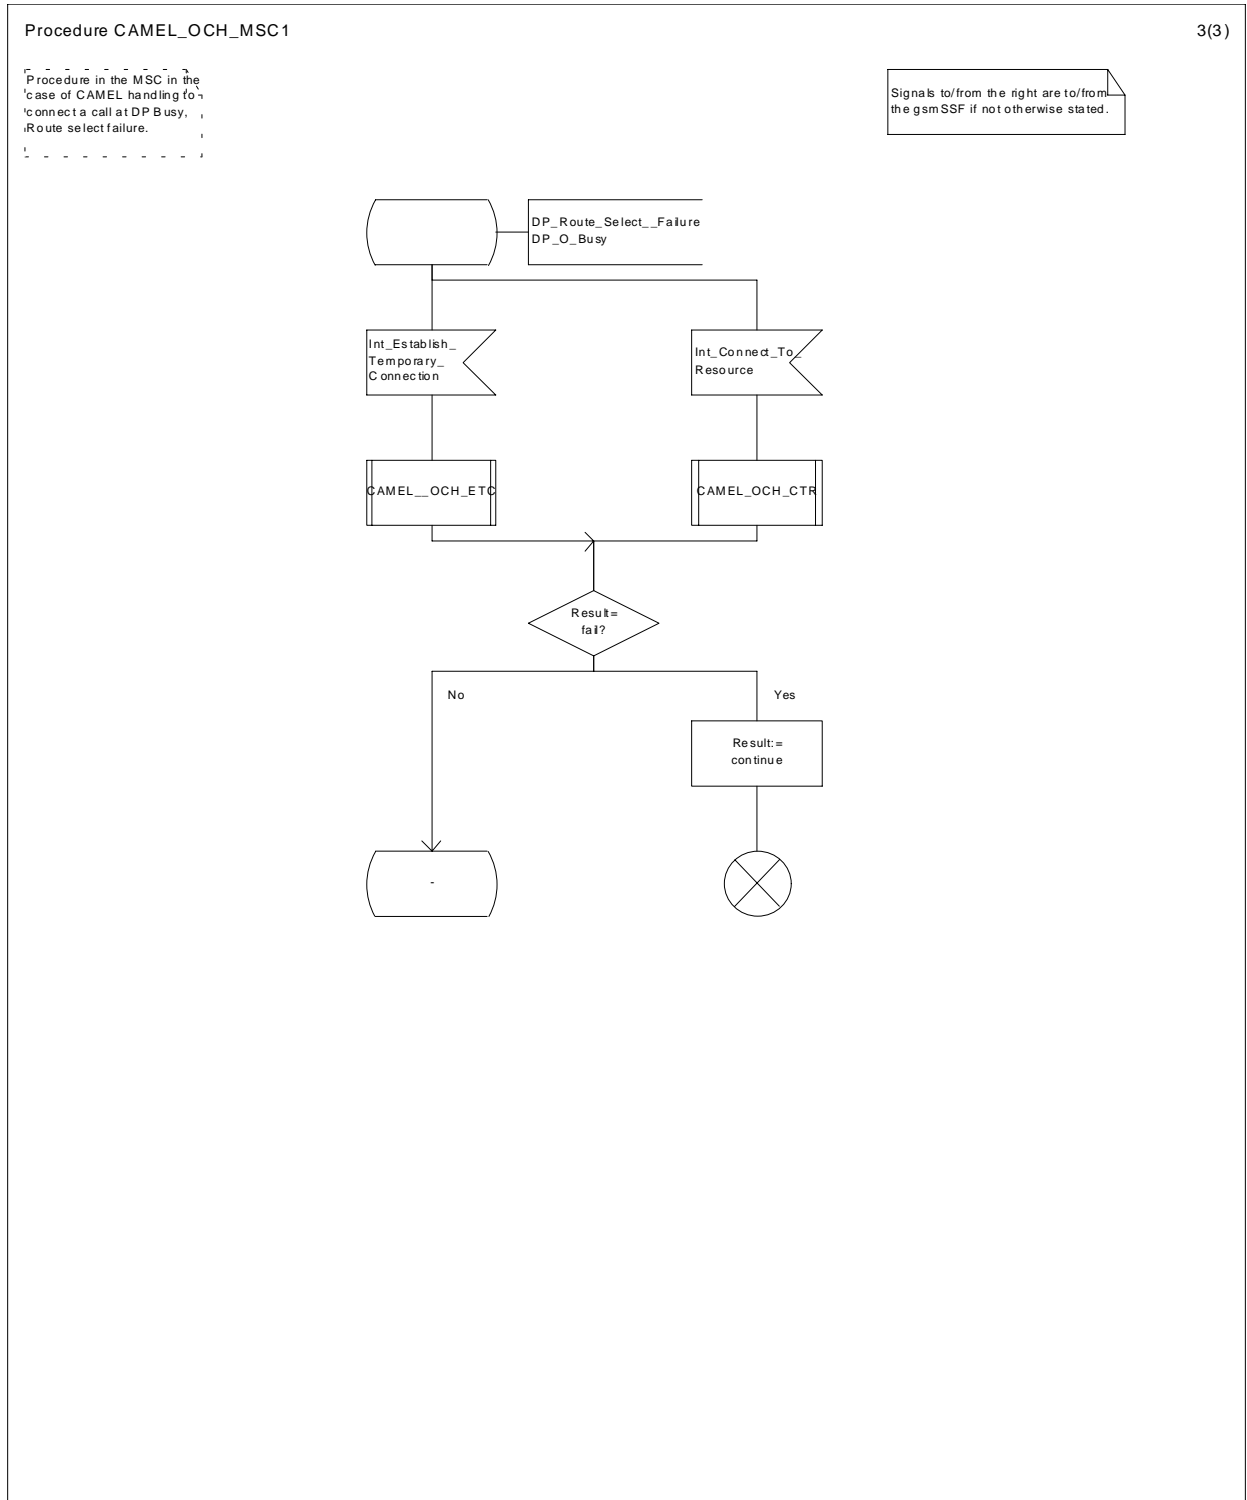 Procedure CAMEL_OCH_MSC1
3(3)
Procedure in the MSC in the
case of CAMEL handling to
connect a call at DP Busy,
Route select failure.
Signals to/from the right are to/from
the gsmSSF if not otherwise stated.
DP_Route_Select__Failure
DP_O_Busy
Int_Establish_
Temporary_
Connection
Int_Connect_To_
Resource
CAMEL__OCH_ETC
CAMEL_OCH_CTR
Result=
fail?
No
Yes
Result:=
continue
-